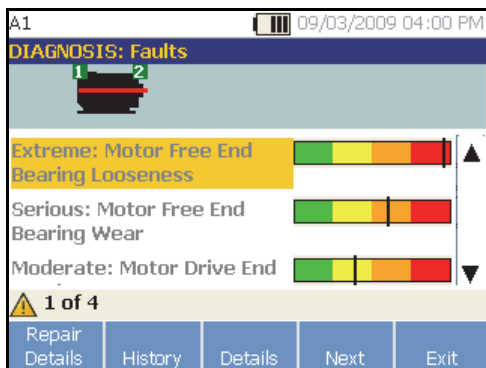 A1 09/03/2009 04:00 PM
DIAGNOSIS: Faults
1 2
Extreme: Motor Free End
Bearing Looseness
Serious: Motor Free End
Bearing Wear
Moderate: Motor Drive End
1 of 4
Repair
Details History Details Next Exit